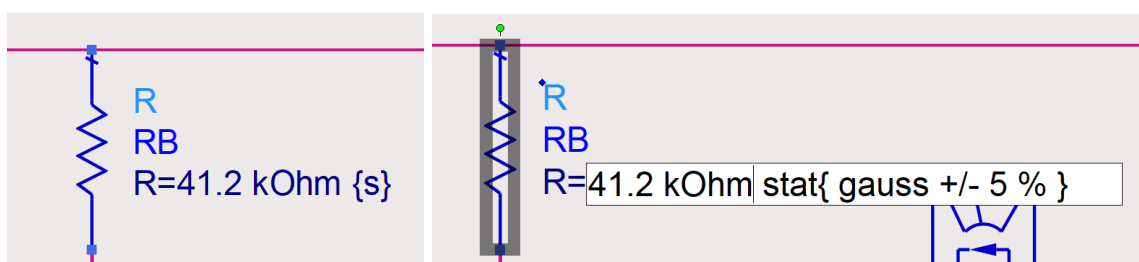 R
RB
R=41.2 kOhm {s}
R
RB
R=41.2 kOhm stat{ gauss +/- 5 % }